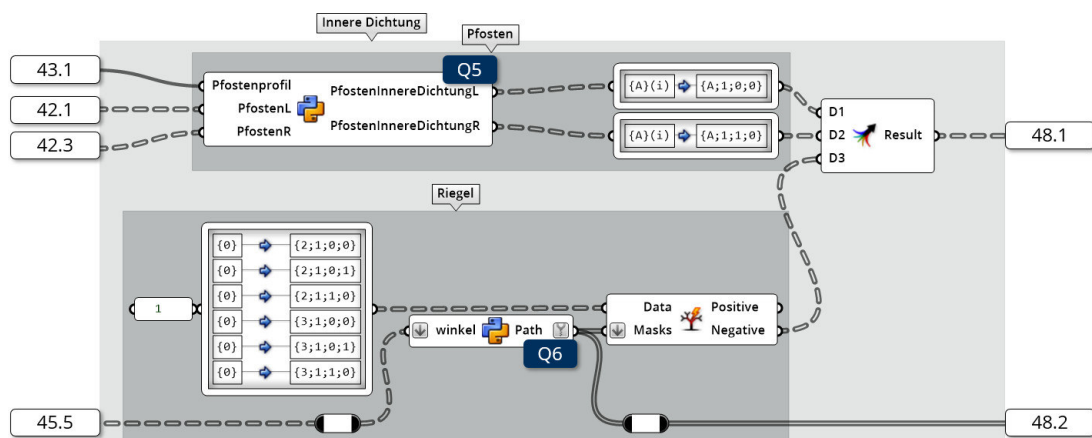 Innere Dichtung
Pfosten
43.1
42.1
42.3
Pfostenprofil
PfostenL
PfostenR
Q5
PfostenInnereDichtungL
PfostenInnereDichtungR
{A}(i) {A;1;0;0}
{A}(i) {A;1;1;0}
D1
D2
D3
Result
48.1
Riegel
1
{0} {2;1;0;0}
{0} {2;1;0;1}
{0} {2;1;1;0}
{0} {3;1;0;0}
{0} {3;1;0;1}
{0} {3;1;1;0}
winkel
Path
Q6
Data
Masks
Positive
Negative
45.5
48.2